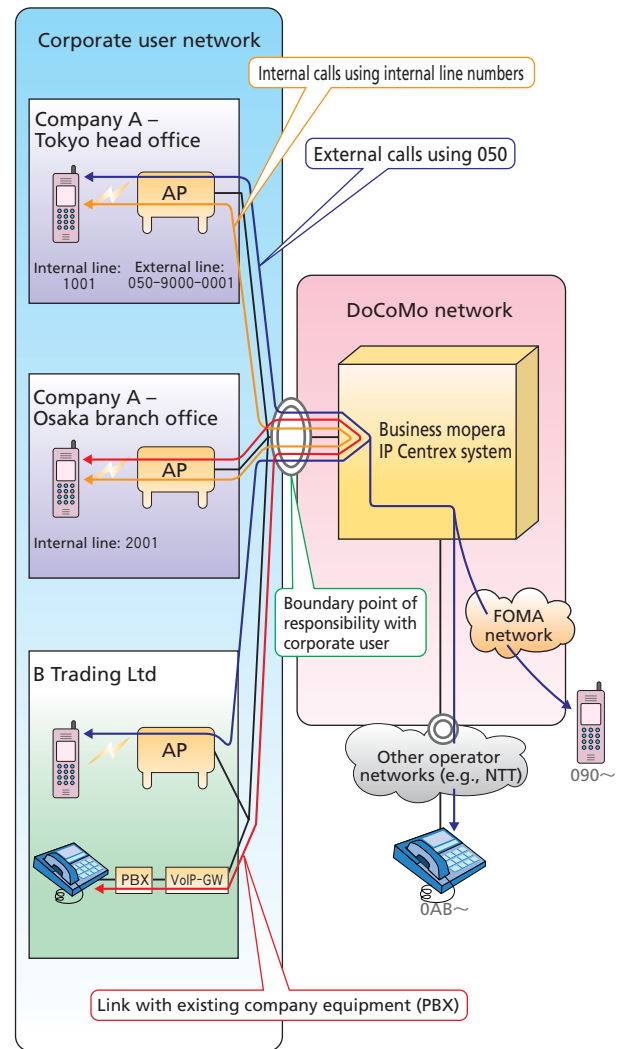 Corporate user network
Internal calls using internal line numbers
Company A –
Tokyo head office
External calls using 050
AP
Internal line:
1001
External line:
050-9000-0001
DoCoMo network
Company A –
Osaka branch office
Business mopera
IP Centrex system
AP
Internal line: 2001
Boundary point of
responsibility with
corporate user
FOMA
network
B Trading Ltd
AP
Other operator
networks (e.g., NTT)
090~
PBX
VoIP-GW
0AB~
Link with existing company equipment (PBX)